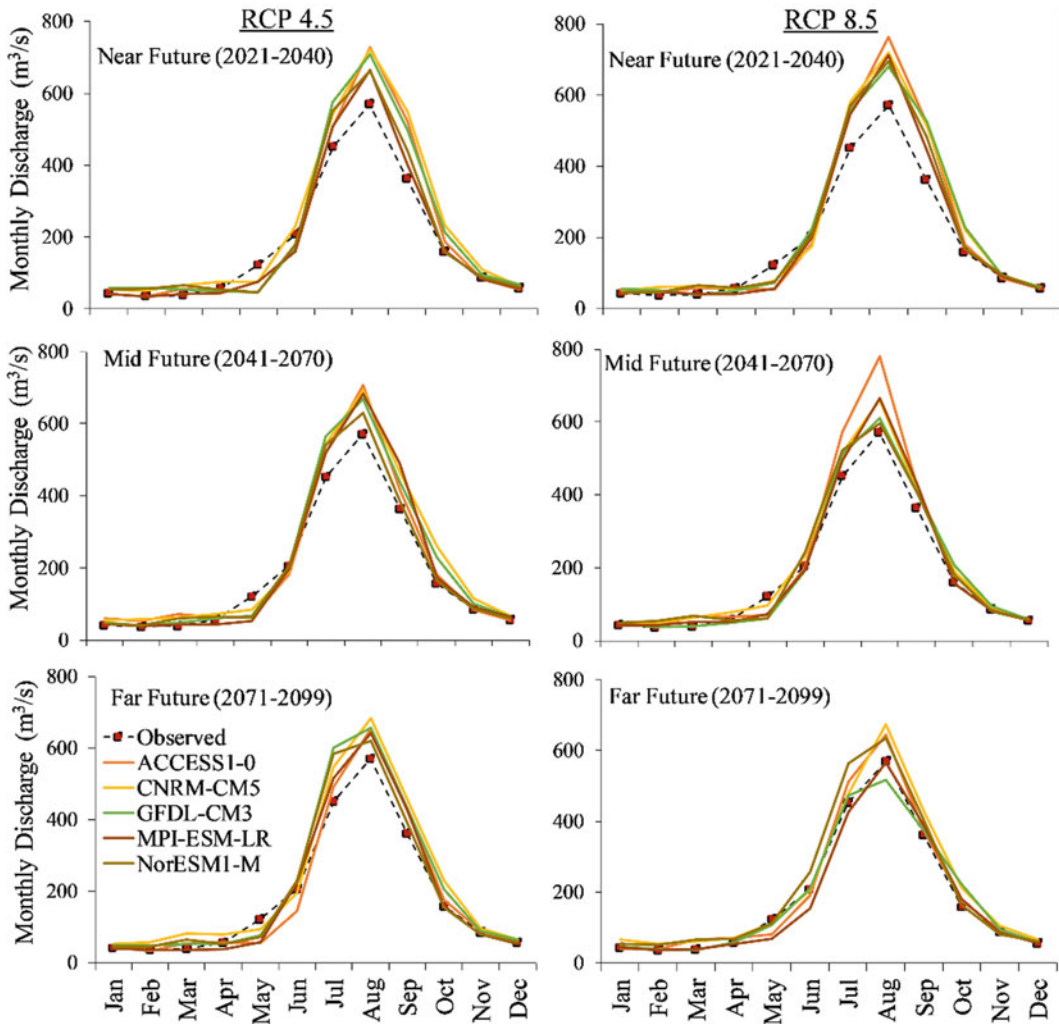 RCP 4.5
RCP 8.5
Near Future (2021-2040)
Monthly Discharge (m³/s)
800
600
400
200
0
Near Future (2021-2040)
800
600
400
200
0
Mid Future (2041-2070)
Monthly Discharge (m³/s)
800
600
400
200
0
Mid Future (2041-2070)
800
600
400
200
0
Far Future (2071-2099)
Monthly Discharge (m³/s)
800
600
400
200
0
Observed
ACCESS1-0
CNRM-CM5
GFDL-CM3
MPI-ESM-LR
NorESM1-M
Jan
Feb
Mar
Apr
May
Jun
Jul
Aug
Sep
Oct
Nov
Dec
Far Future (2071-2099)
800
600
400
200
0
Jan
Feb
Mar
Apr
May
Jun
Jul
Aug
Sep
Oct
Nov
Dec